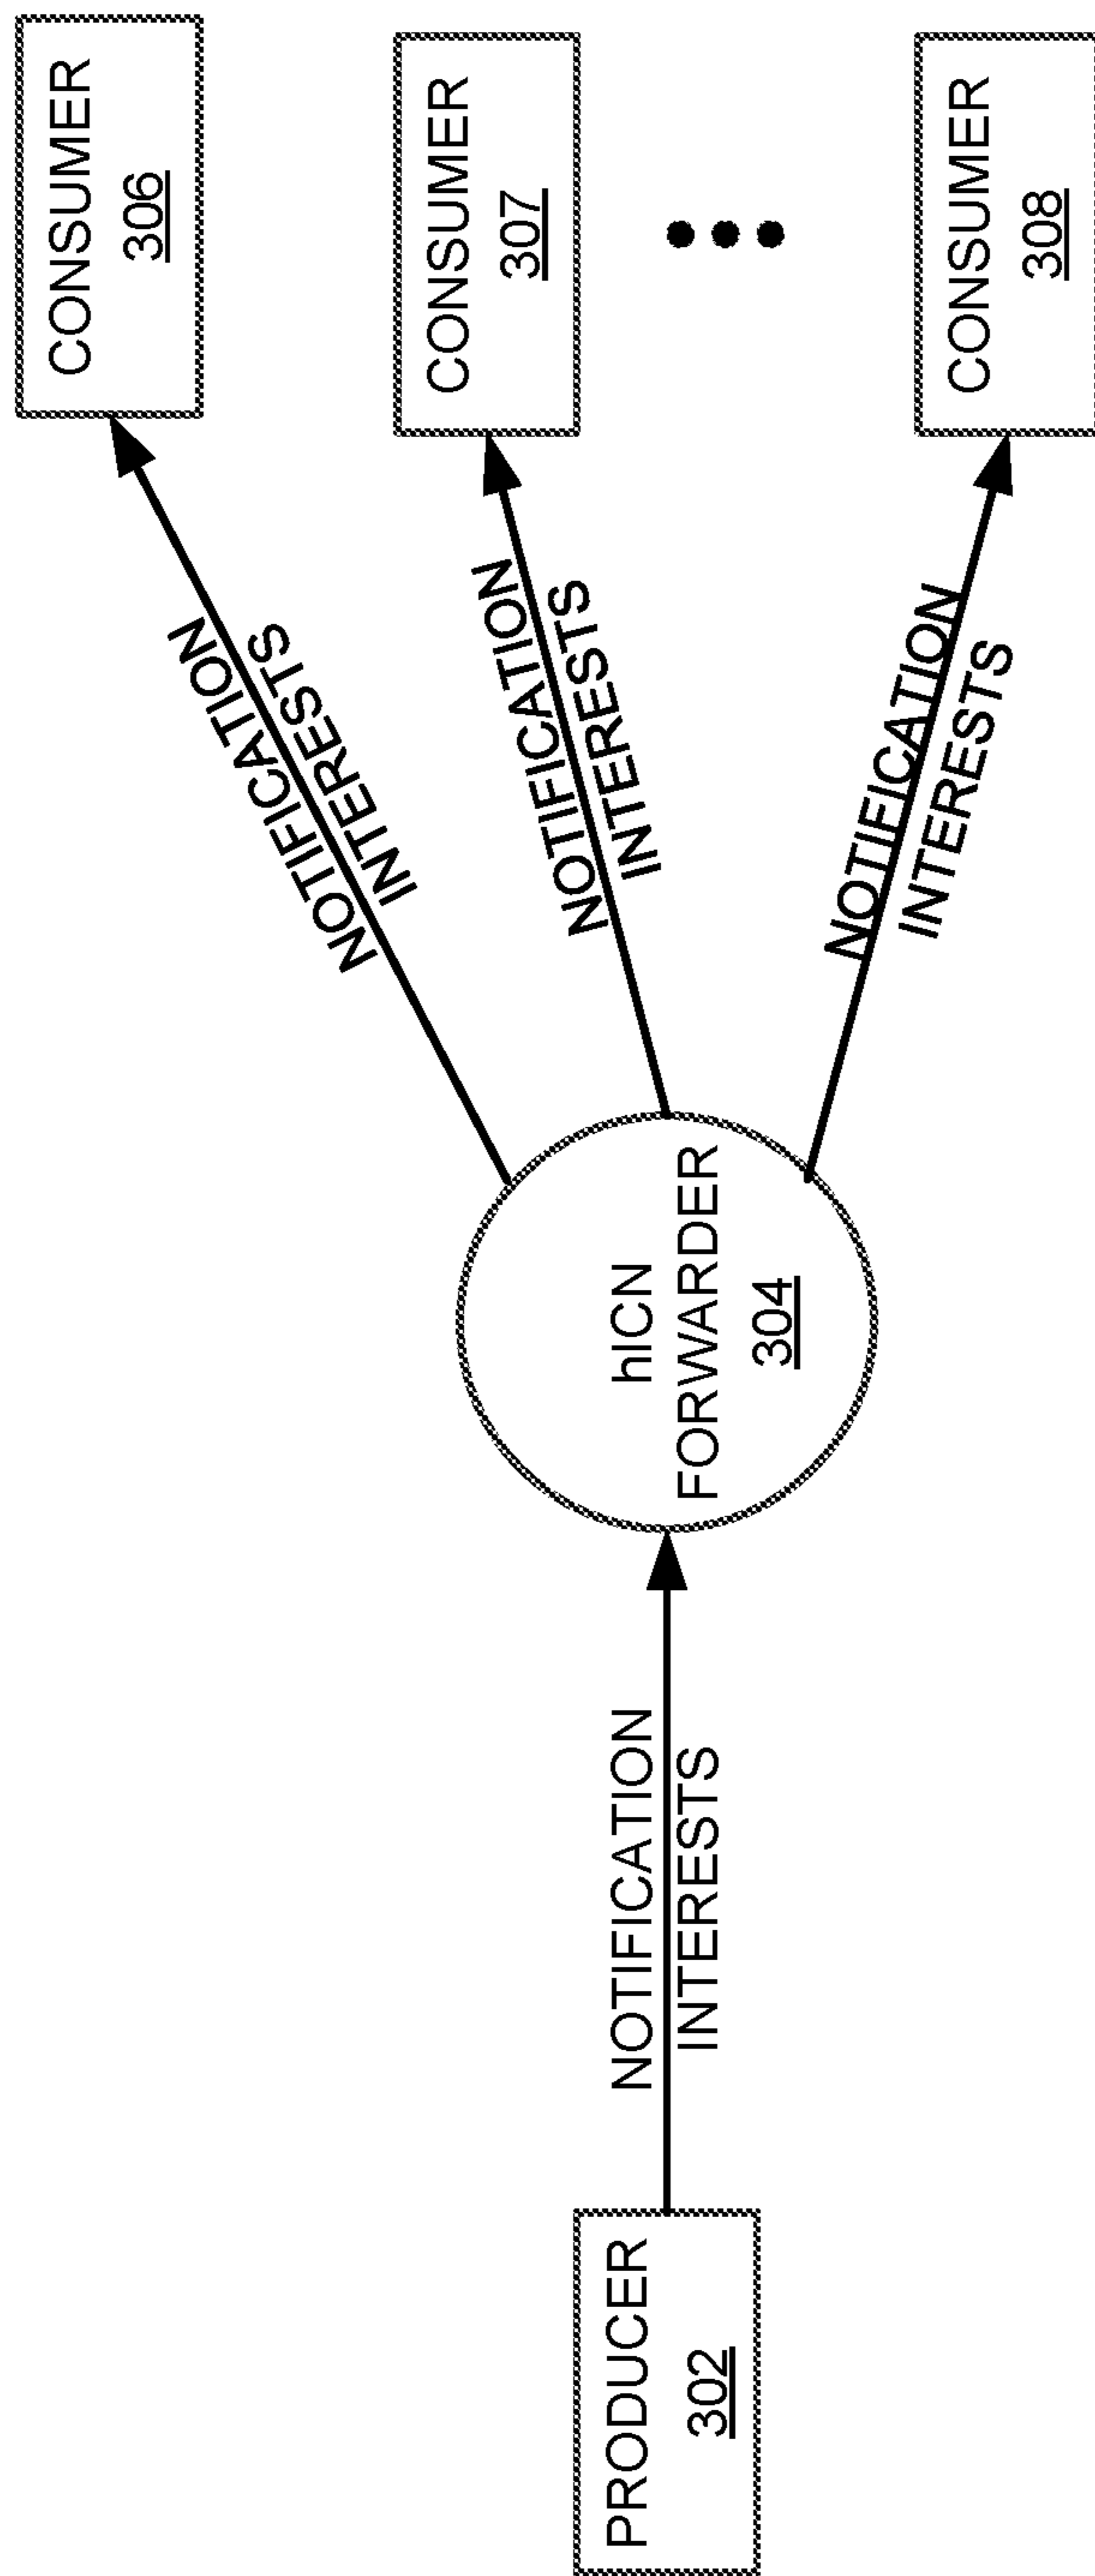 PRODUCER
302
NOTIFICATION
INTERESTS
hICN
FORWARDER
304
NOTIFICATION
INTERESTS
CONSUMER
306
NOTIFICATION
INTERESTS
CONSUMER
307
NOTIFICATION
INTERESTS
CONSUMER
308